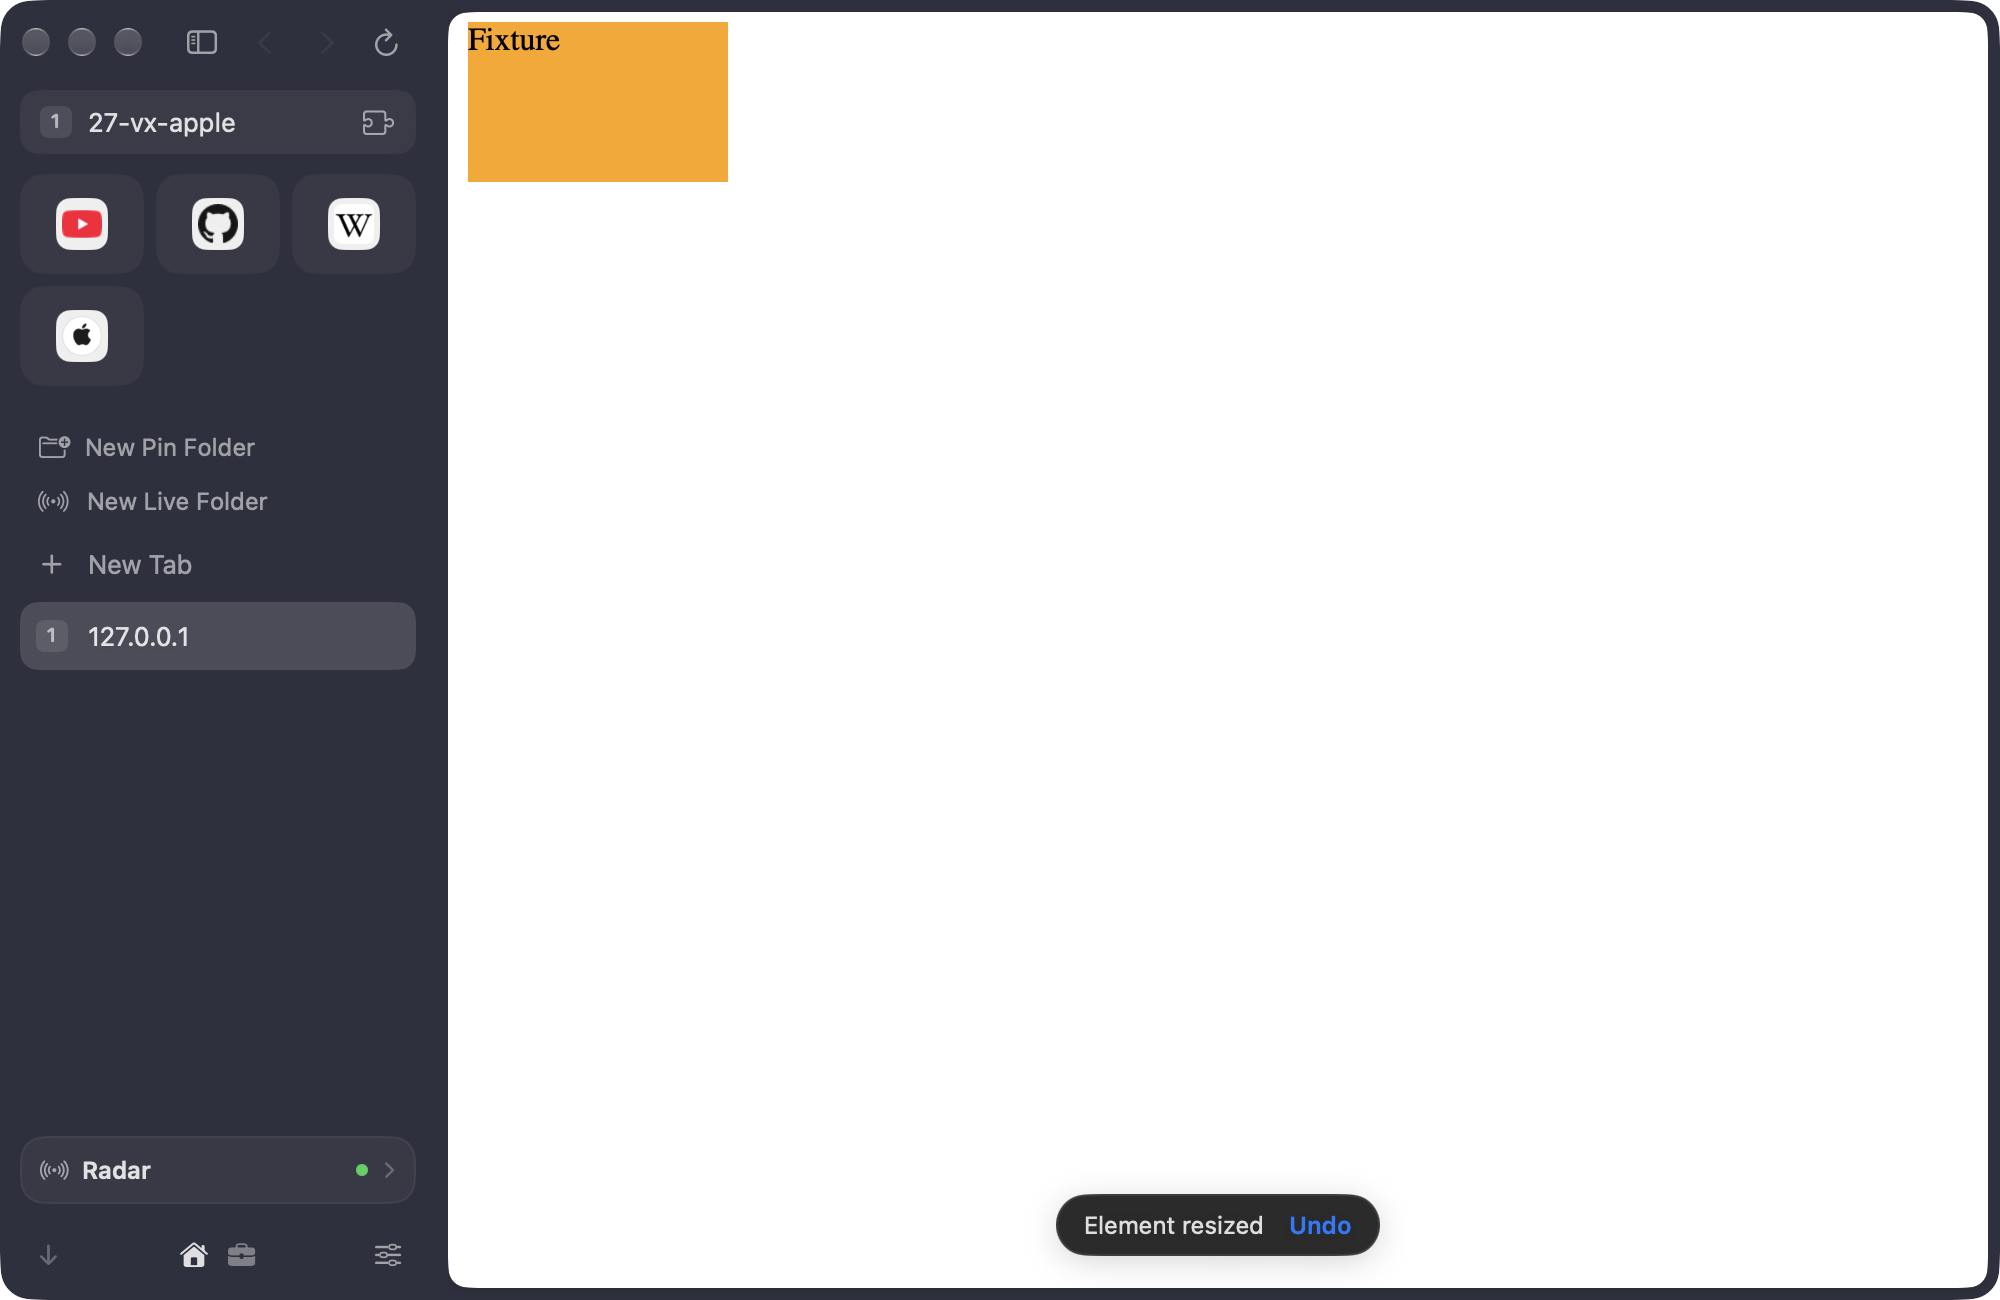 1 27-vx-apple
W
New Pin Folder
New Live Folder
New Tab
1 127.0.0.1
Radar
Fixture
Element resized Undo